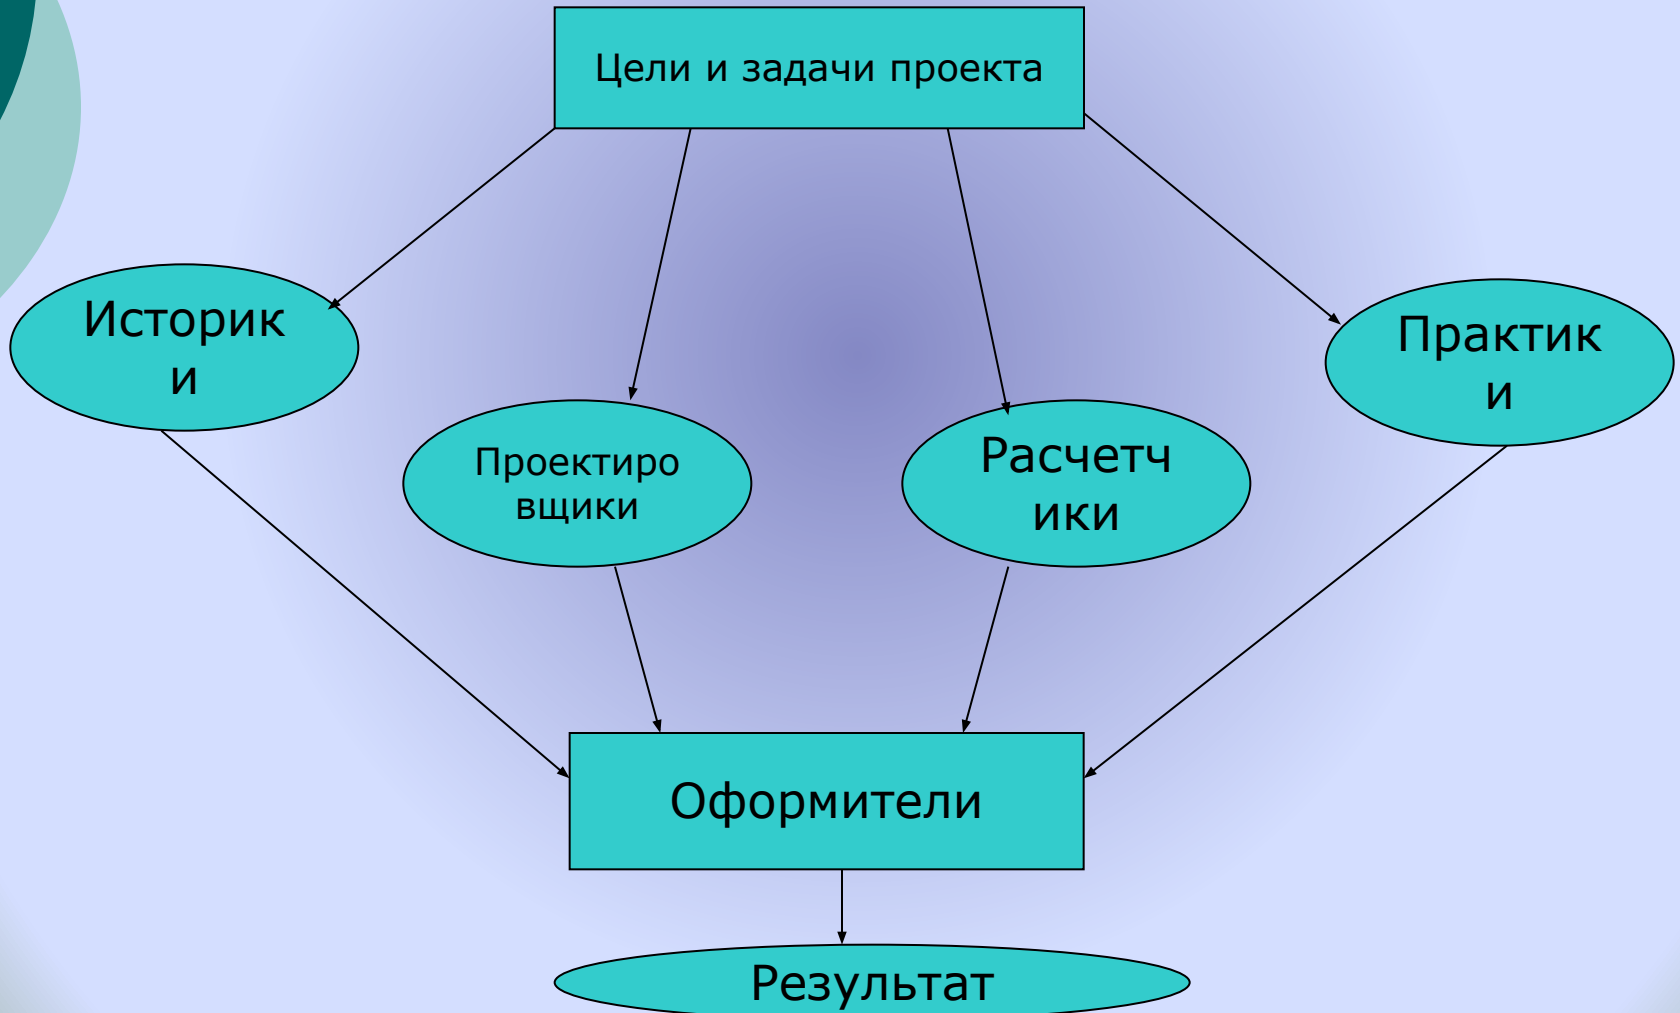 Цели и задачи проекта
Историк
и
Практик
и
Проектиро
вщики
Расчетч
ики
Оформители
Результат